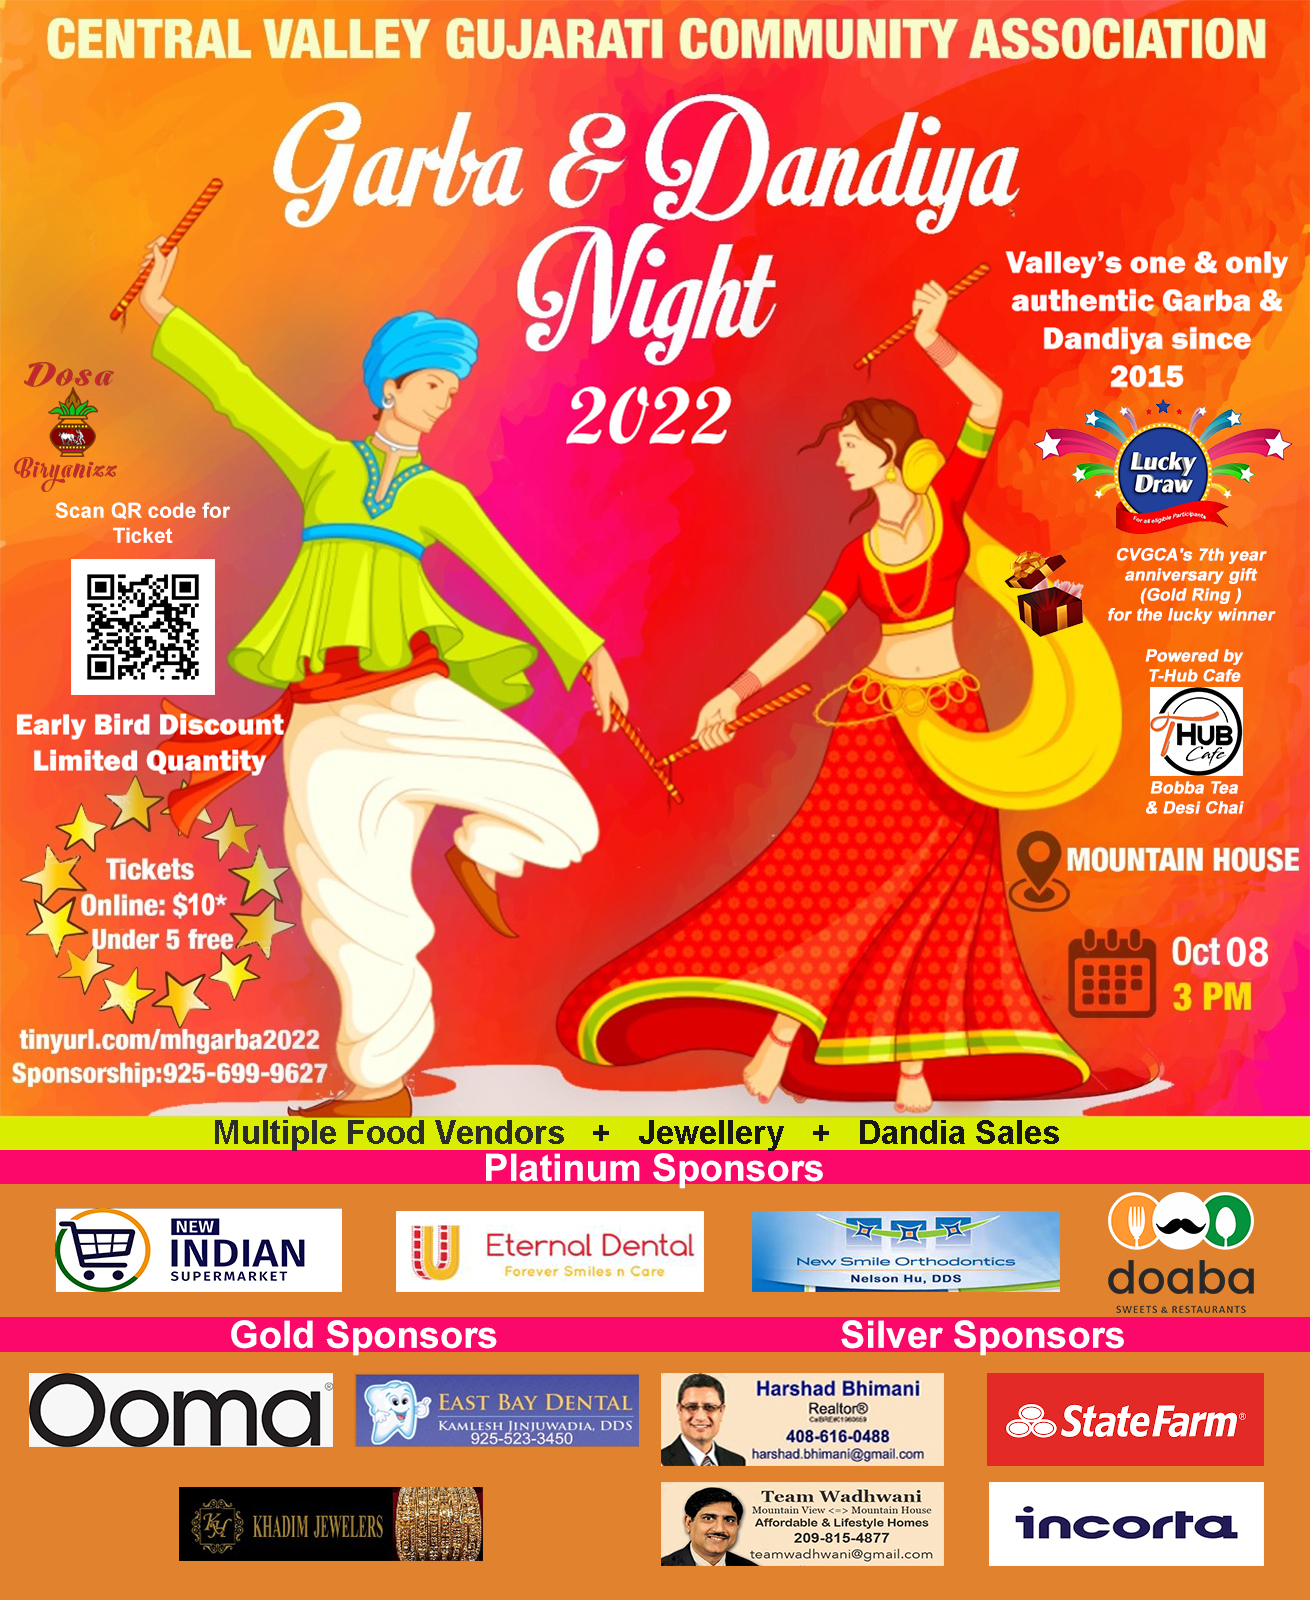 CENTRAL VALLEY GUJARATI COMMUNITY ASSOCIATION
Garba & Dandiya
Night
2022
Valley's one & only
authentic Garba &
Dandiya since
2015
Dosa
Biryanizz
Lucky
Draw
For all eligible Participants
Scan QR code for
Ticket
CVGCA's 7th year
anniversary gift
(Gold Ring )
for the lucky winner
Powered by
T-Hub Cafe
T HUB
Cafe
Bobba Tea
& Desi Chai
Early Bird Discount
Limited Quantity
Tickets
Online: $10*
Under 5 free
MOUNTAIN HOUSE
Oct 08
3 PM
tinyurl.com/mhgarba2022
Sponsorship:925-699-9627
Multiple Food Vendors + Jewellery + Dandia Sales
Platinum Sponsors
NEW
INDIAN
SUPERMARKET
Eternal Dental
Forever Smiles n Care
New Smile Orthodontics
Nelson Hu, DDS
doaba
SWEETS & RESTAURANTS
Gold Sponsors
Silver Sponsors
Ooma®
EAST BAY DENTAL
KAMLESH JINJUWADIA, DDS
925-523-3450
Harshad Bhimani
Realtor®
CalBRE#01960659
408-616-0488
harshad.bhimani@gmail.com
StateFarm®
KH
KHADIM JEWELERS
Team Wadhwani
Mountain View <=> Mountain House
Affordable & Lifestyle Homes
209-815-4877
teamwadhwani@gmail.com
incorta